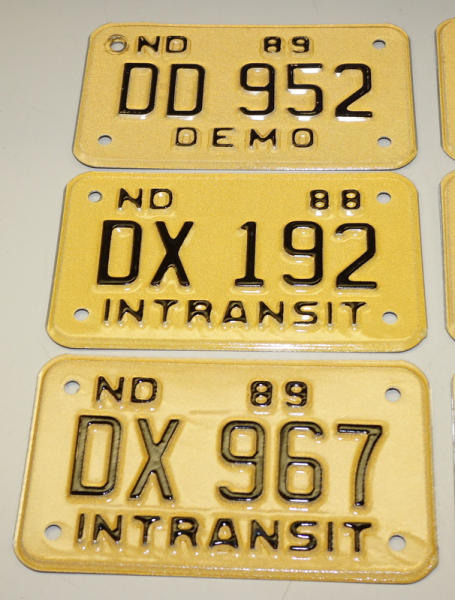 ND 89
DD 952
DEMO
ND 88
DX 192
INTRANSIT
ND 89
DX 967
INTRANSIT